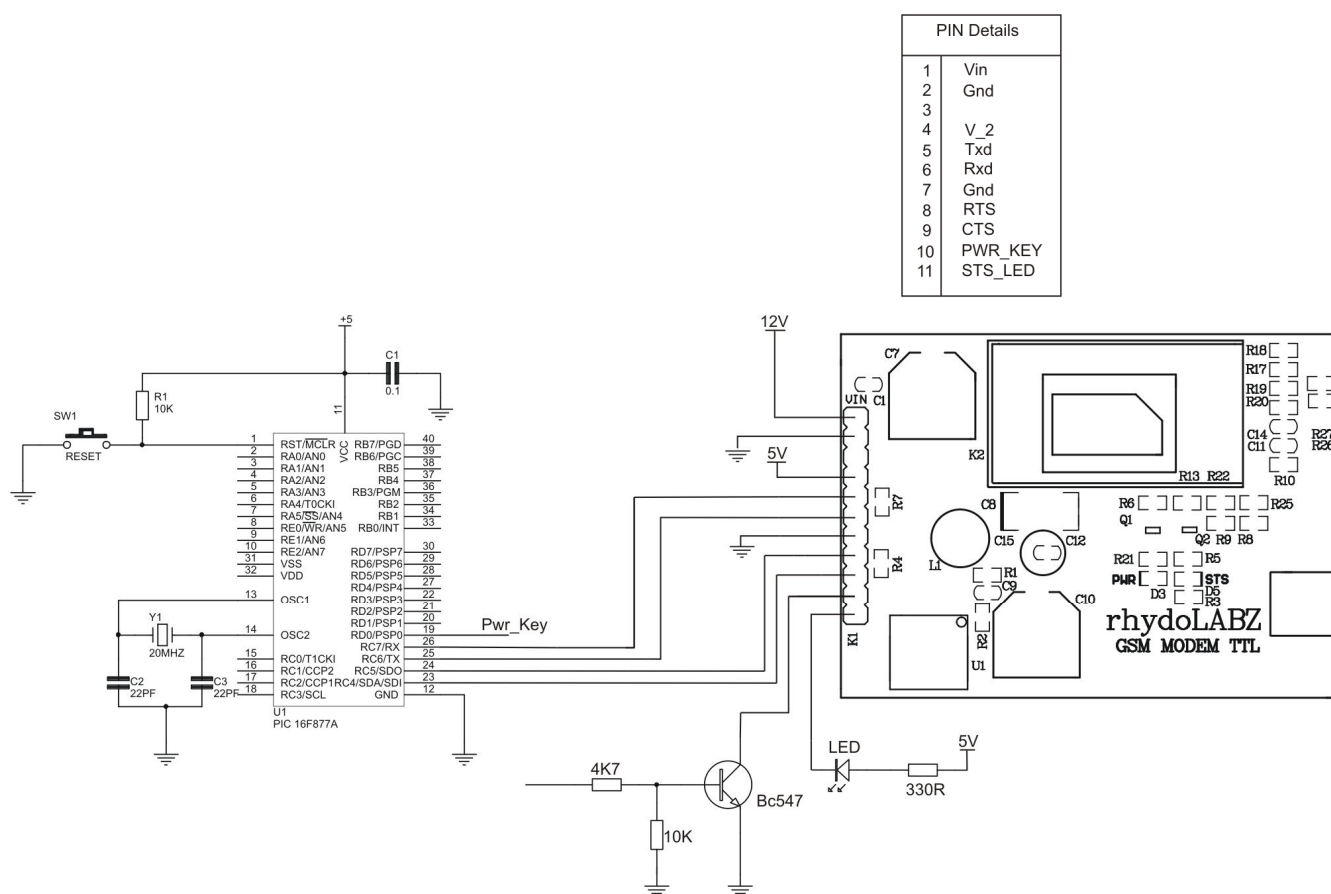 PIN Details
1 Vin
2 Gnd
3
4 V_2
5 Txd
6 Rxd
7 Gnd
8 RTS
9 CTS
10 PWR_KEY
11 STS_LED
+5
C1
0.1
R1
10K
SW1
RESET
11
VCC
1 RST/MCLR RB7/PGD 40
2 RA0/AN0 RB6/PGC 39
3 RA1/AN1 RB5 38
4 RA2/AN2 RB4 37
5 RA3/AN3 RB3/PGM 36
6 RA4/T0CKI RB2 35
7 RA5/SS/AN4 RB1 34
8 RE0/WR/AN5 RB0/INT 33
9 RE1/AN6
10 RE2/AN7 RD7/PSP7 30
31 VSS RD6/PSP6 29
32 VDD RD5/PSP5 28
RD4/PSP4 27
13 OSC1 RD3/PSP3 22
RD2/PSP2 21
RD1/PSP1 20
14 OSC2 RD0/PSP0 19
RC7/RX 26
15 RC0/T1CKI RC6/TX 25
16 RC1/CCP2 RC5/SDO 24
17 RC2/CCP1 RC4/SDA/SDI 23
18 RC3/SCL GND 12
U1
PIC 16F877A
Y1
20MHZ
C2
22PF
C3
22PF
Pwr_Key
12V
5V
4K7
10K
Bc547
LED
330R
5V
C7
C1
VIN
K2
R18
R17
R19
R20
C14
C11
R10
R27
R26
R13 R22
R7
C8
C15
C12
R6
R25
Q1
Q2 R9 R8
R4
L1
R1
C9
R2
C10
R21
R5
PWR
STS
D3
D5
R3
K1
U1
rhydoLABZ
GSM MODEM TTL